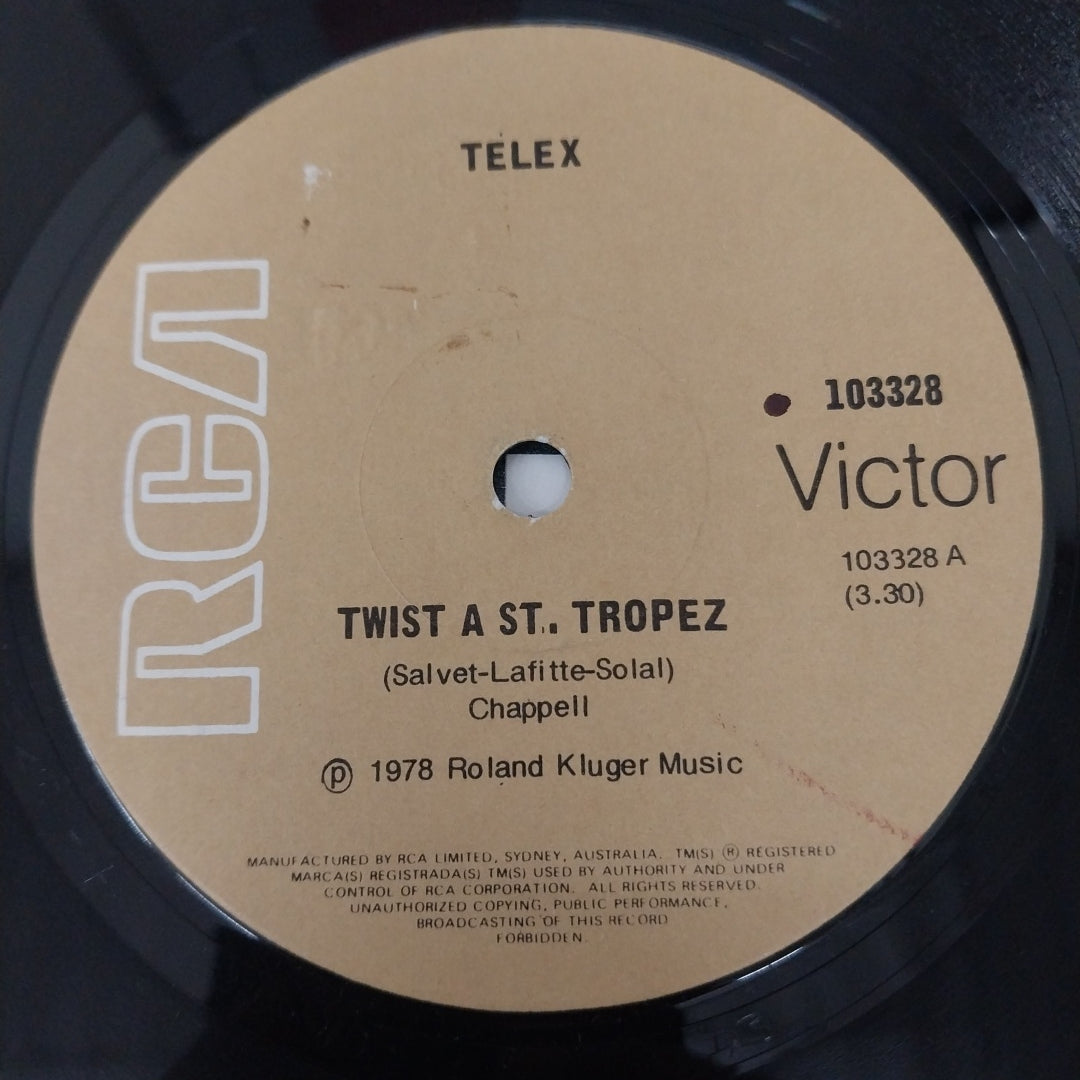 TELEX
RCA
103328
Victor
103328 A
(3.30)
TWIST A ST.. TROPEZ
(Salvet-Lafitte-Solal)
Chappell
℗ 1978 Roland Kluger Music
MANUFACTURED BY RCA LIMITED, SYDNEY, AUSTRALIA. TM(S) ® REGISTERED
MARCA(S) REGISTRADA(S) TM(S) USED BY AUTHORITY AND UNDER
CONTROL OF RCA CORPORATION. ALL RIGHTS RESERVED.
UNAUTHORIZED COPYING, PUBLIC PERFORMANCE,
BROADCASTING OF THIS RECORD
FORBIDDEN.